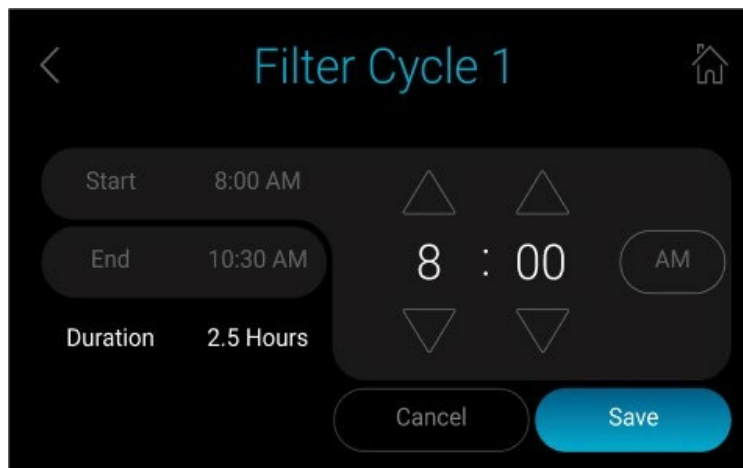 Filter Cycle 1
Start 8:00 AM
End 10:30 AM
Duration 2.5 Hours
8 : 00 AM
Cancel Save